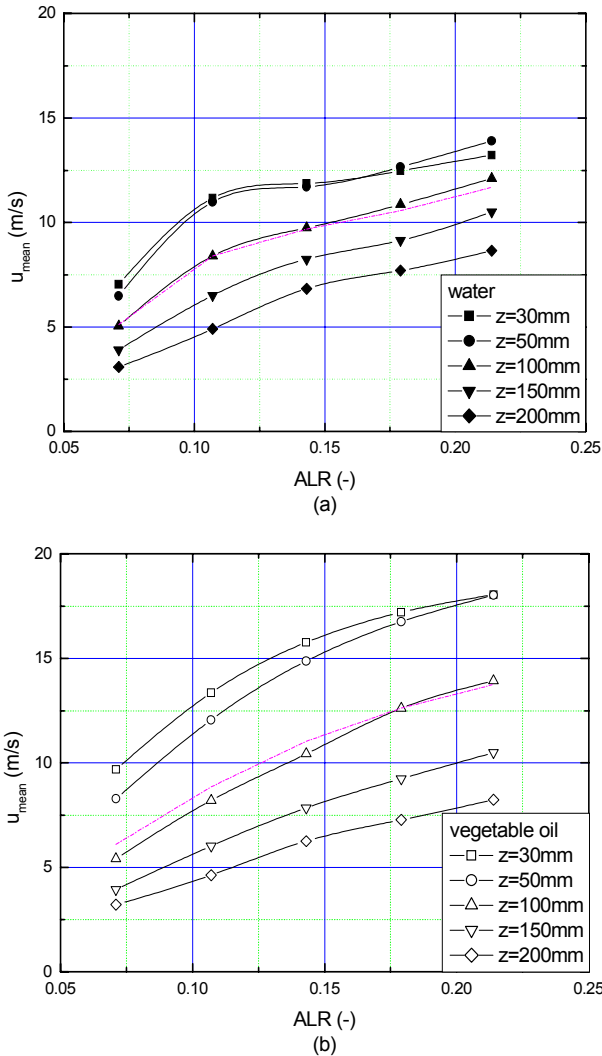 20
15
10
5
0
u_mean (m/s)
water
z=30mm
z=50mm
z=100mm
z=150mm
z=200mm
0.05 0.10 0.15 0.20 0.25
ALR (-)
(a)
20
15
10
5
0
u_mean (m/s)
vegetable oil
z=30mm
z=50mm
z=100mm
z=150mm
z=200mm
0.05 0.10 0.15 0.20 0.25
ALR (-)
(b)